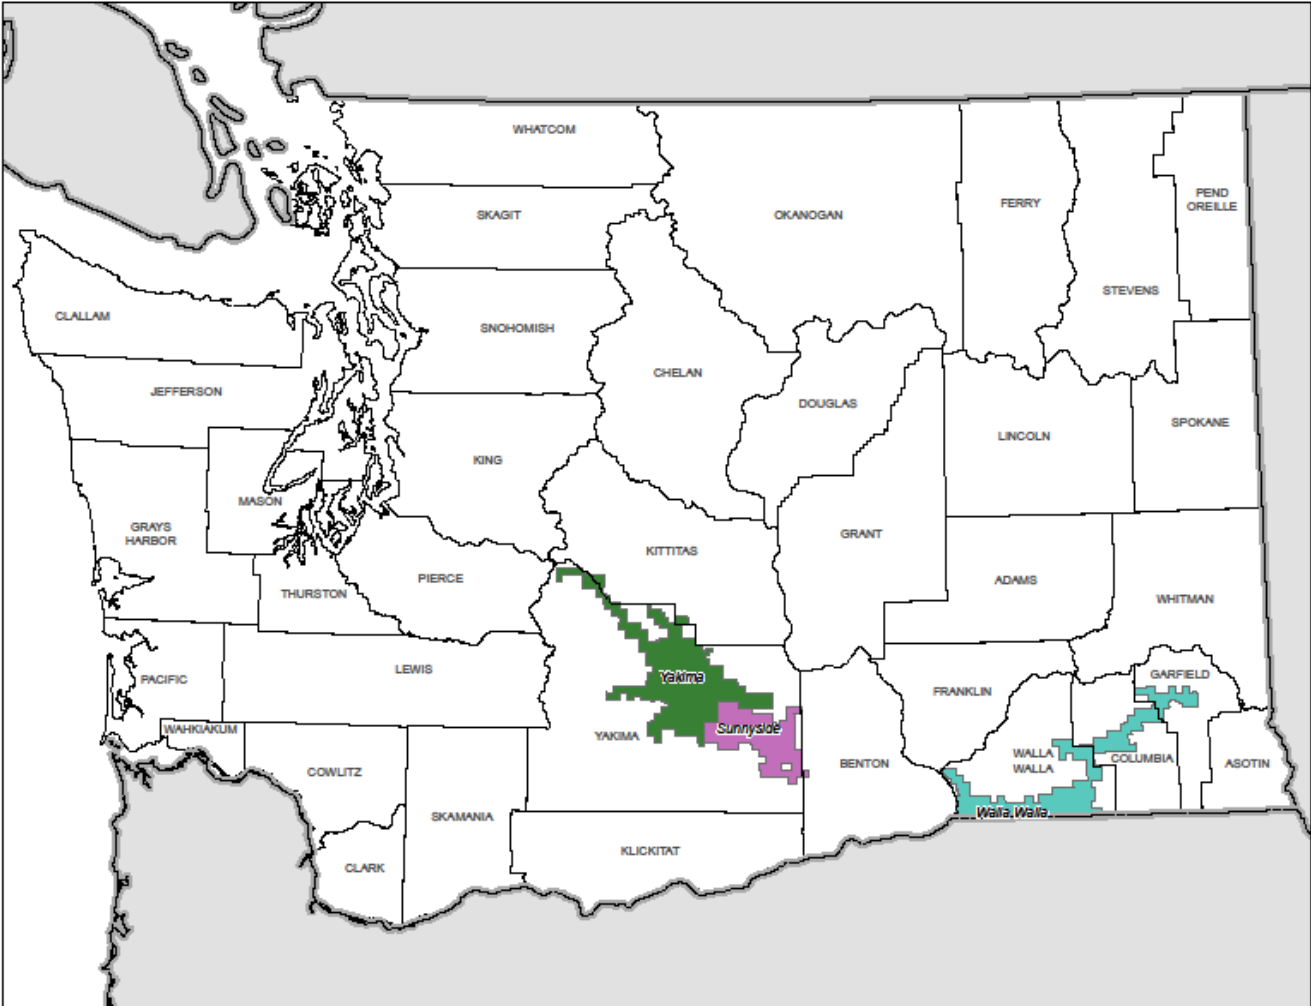 WHATCOM
PEND
OREILLE
OKANOGAN
FERRY
SKAGIT
STEVENS
CLALLAM
SNOHOMISH
CHELAN
JEFFERSON
DOUGLAS
SPOKANE
LINCOLN
KING
MASON
GRAYS
HARBOR
GRANT
KITTITAS
PIERCE
ADAMS
THURSTON
WHITMAN
LEWIS
GARFIELD
PACIFIC
Yakima
FRANKLIN
WAHKIAKUM
Sunnyside
YAKIMA
WALLA
WALLA
COLUMBIA
BENTON
ASOTIN
COWLITZ
Walla Walla
SKAMANIA
KLICKITAT
CLARK